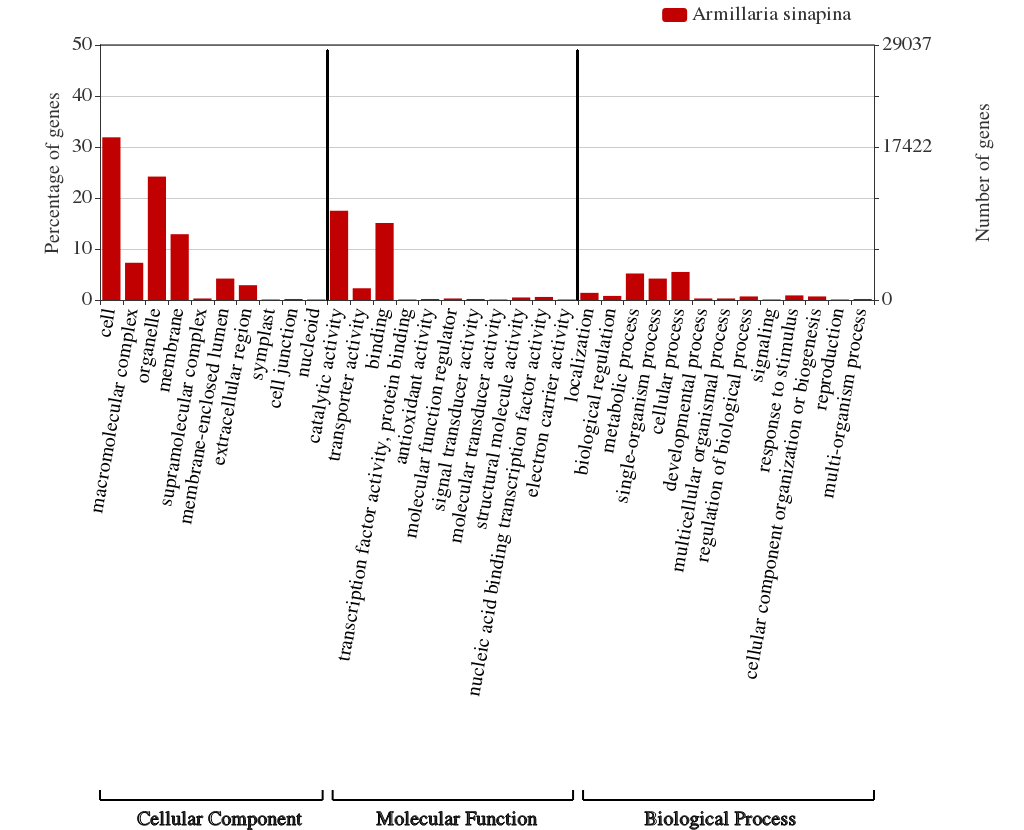 Armillaria sinapina
50
40
30
20
10
0
Percentage of genes
29037
17422
0
Number of genes
cell
macromolecular complex
organelle
membrane
supramolecular complex
membrane-enclosed lumen
extracellular region
symplast
cell junction
nucleoid
catalytic activity
transporter activity
binding
transcription factor activity, protein binding
antioxidant activity
molecular function regulator
signal transducer activity
molecular transducer activity
structural molecule activity
nucleic acid binding transcription factor activity
electron carrier activity
localization
biological regulation
metabolic process
single-organism process
cellular process
developmental process
multicellular organismal process
regulation of biological process
signaling
response to stimulus
cellular component organization or biogenesis
reproduction
multi-organism process
Cellular Component
Molecular Function
Biological Process